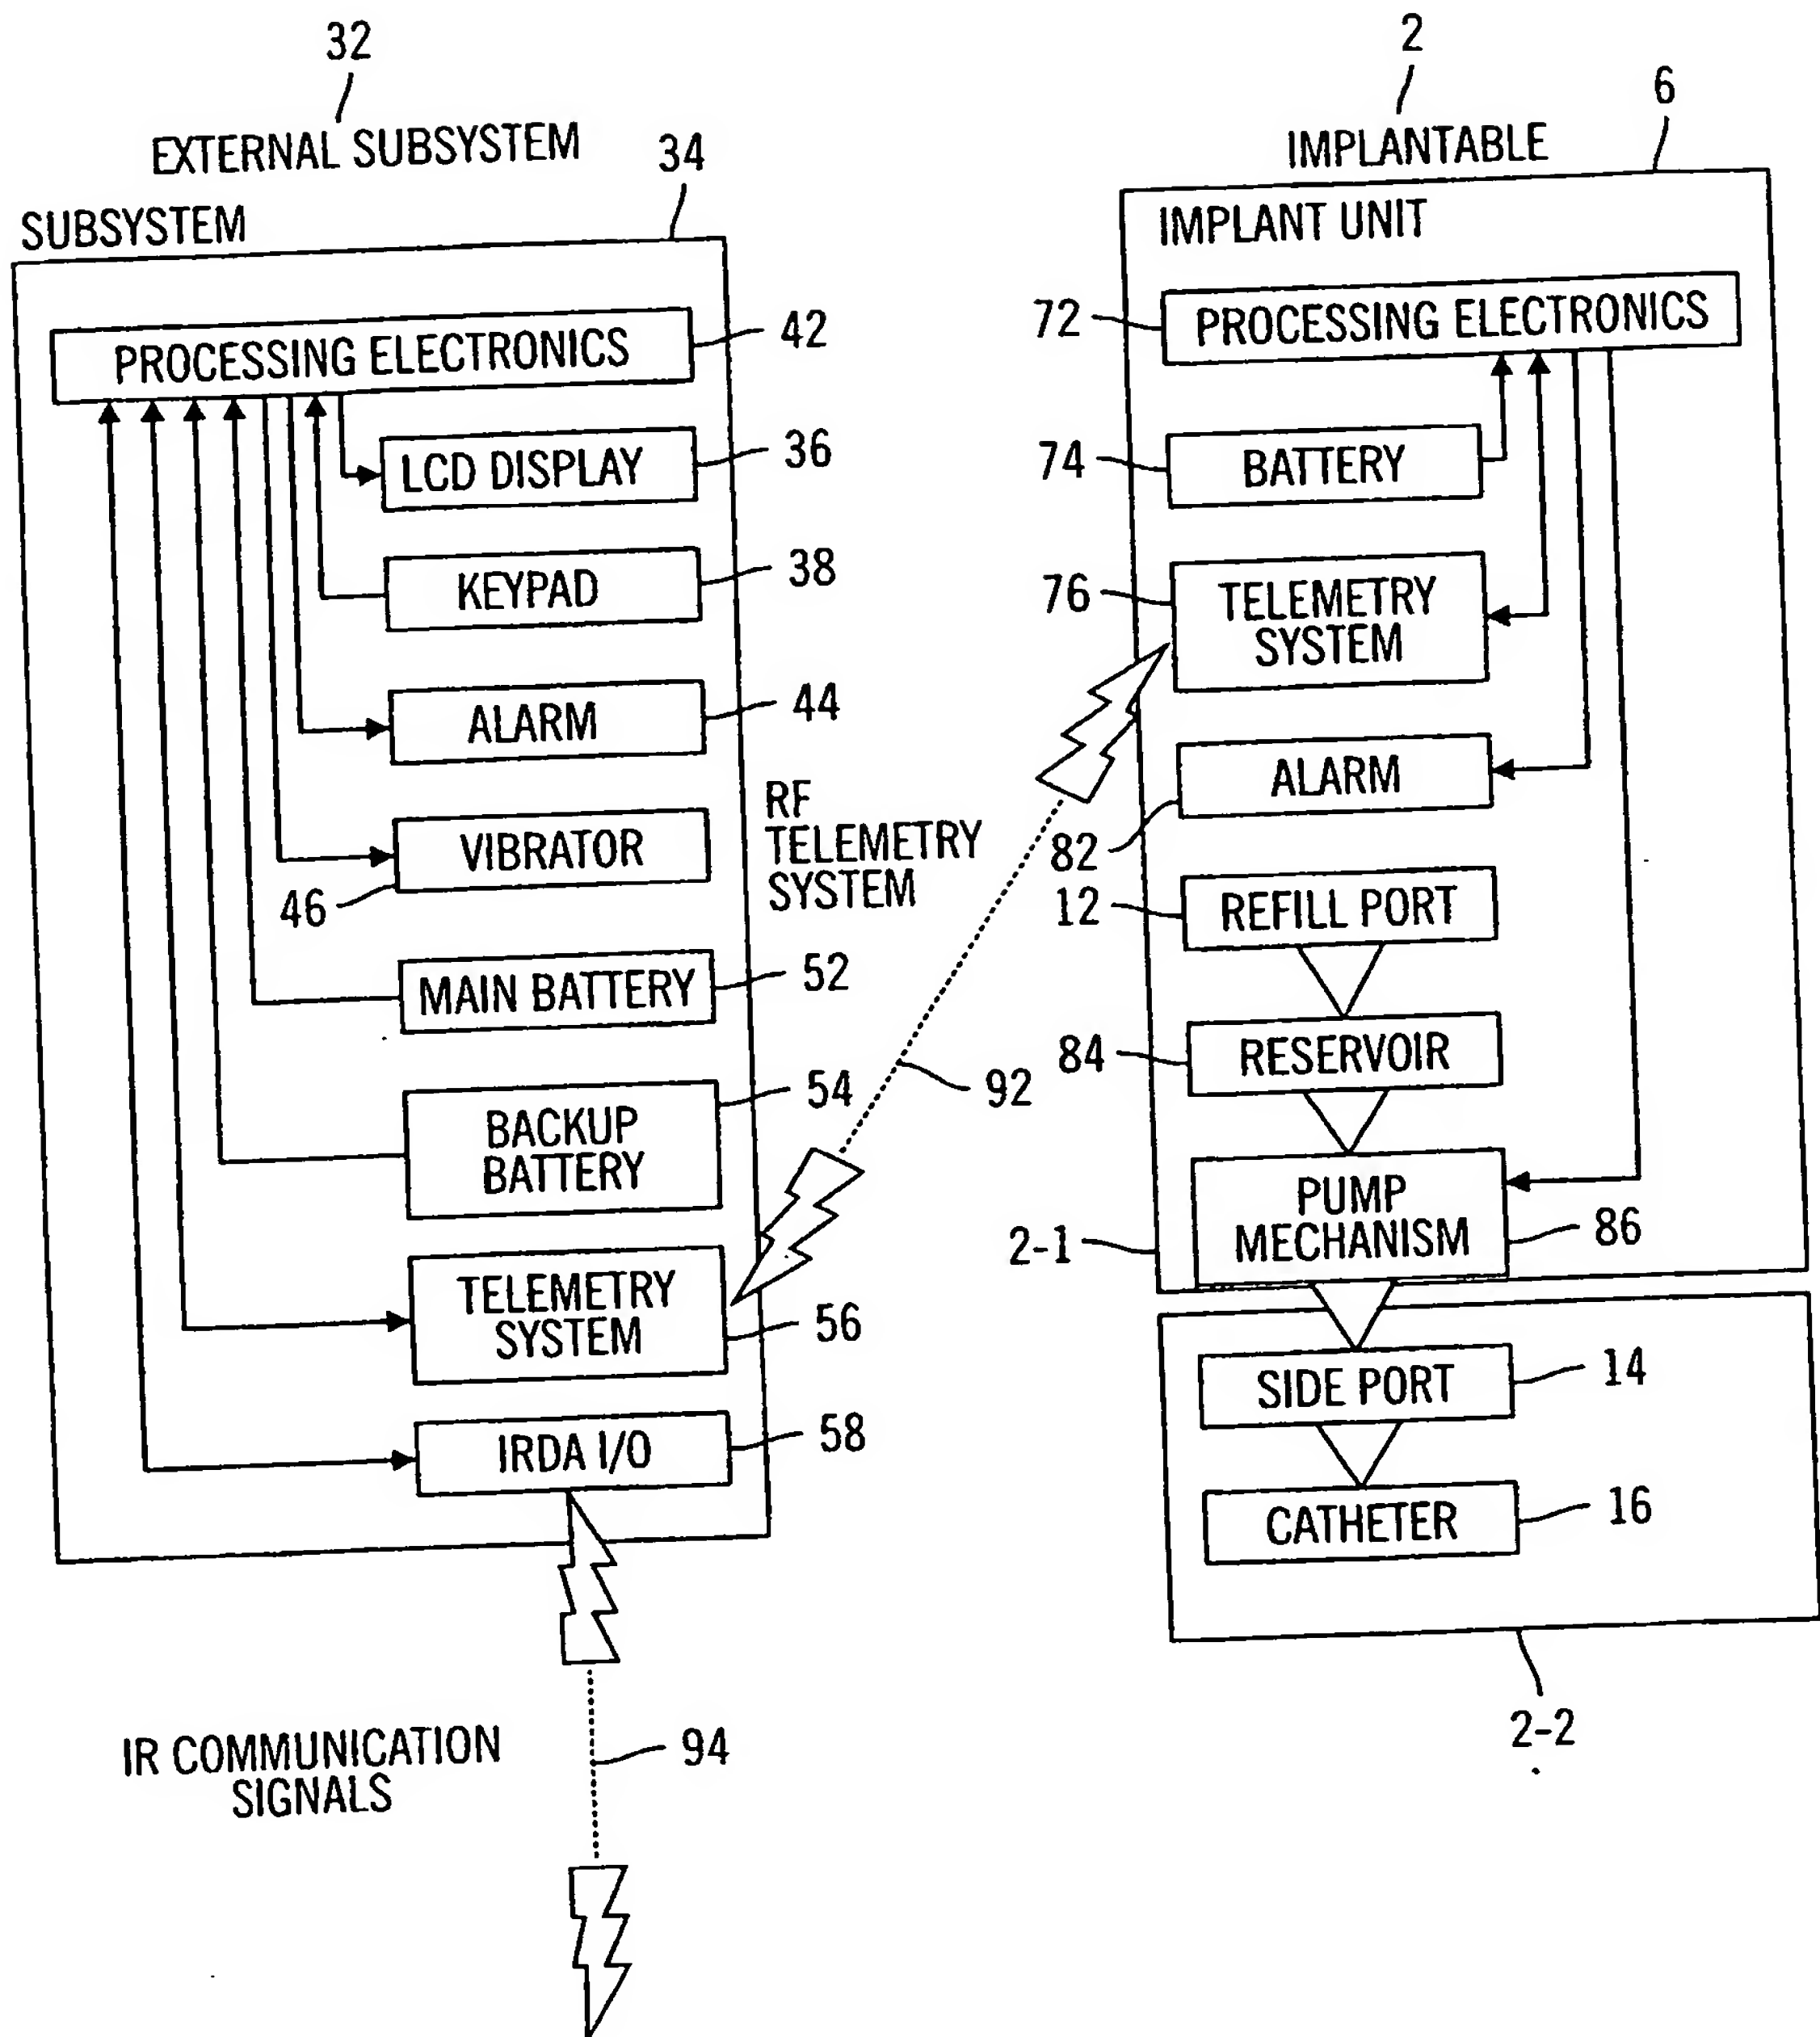 32
EXTERNAL SUBSYSTEM
34
SUBSYSTEM
PROCESSING ELECTRONICS
42
LCD DISPLAY
36
KEYPAD
38
ALARM
44
VIBRATOR
46
MAIN BATTERY
52
BACKUP
BATTERY
54
TELEMETRY
SYSTEM
56
IRDA I/O
58
IR COMMUNICATION
SIGNALS
94
RF
TELEMETRY
SYSTEM
92
2
IMPLANTABLE
6
IMPLANT UNIT
72
PROCESSING ELECTRONICS
74
BATTERY
76
TELEMETRY
SYSTEM
ALARM
82
12
REFILL PORT
84
RESERVOIR
PUMP
MECHANISM
86
2-1
SIDE PORT
14
CATHETER
16
2-2